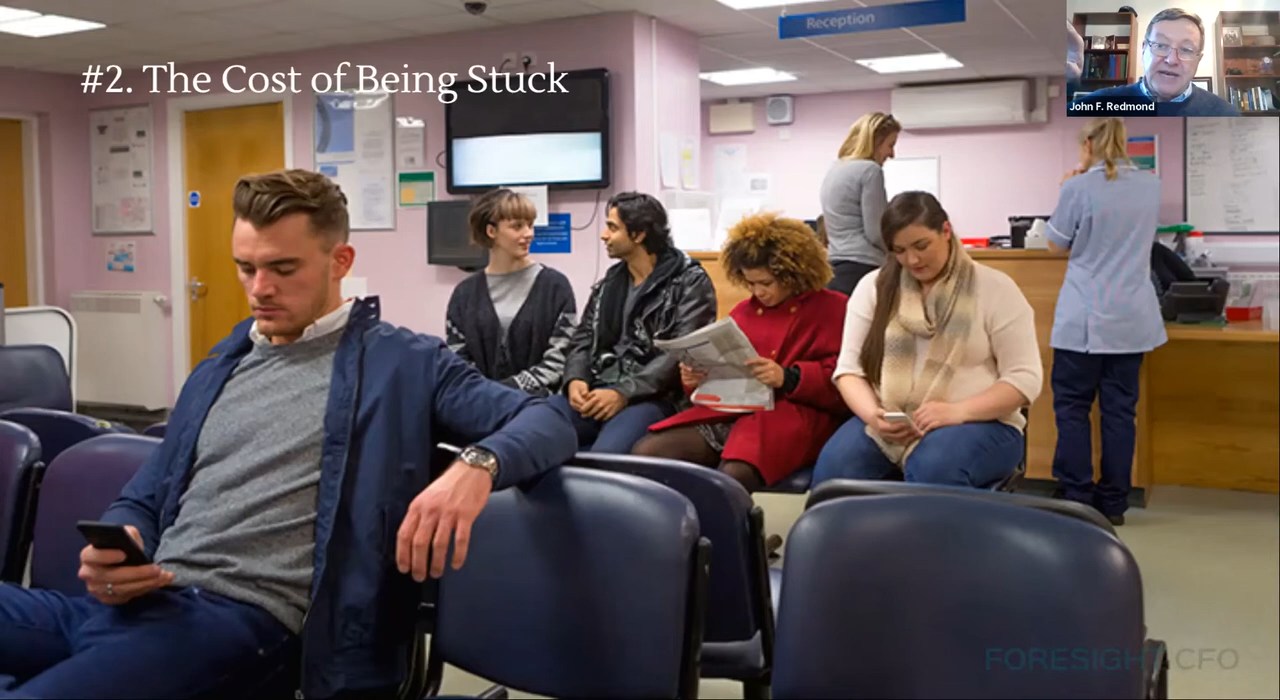 #2. The Cost of Being Stuck
Reception
John F. Redmond
FORESIGHT.CFO